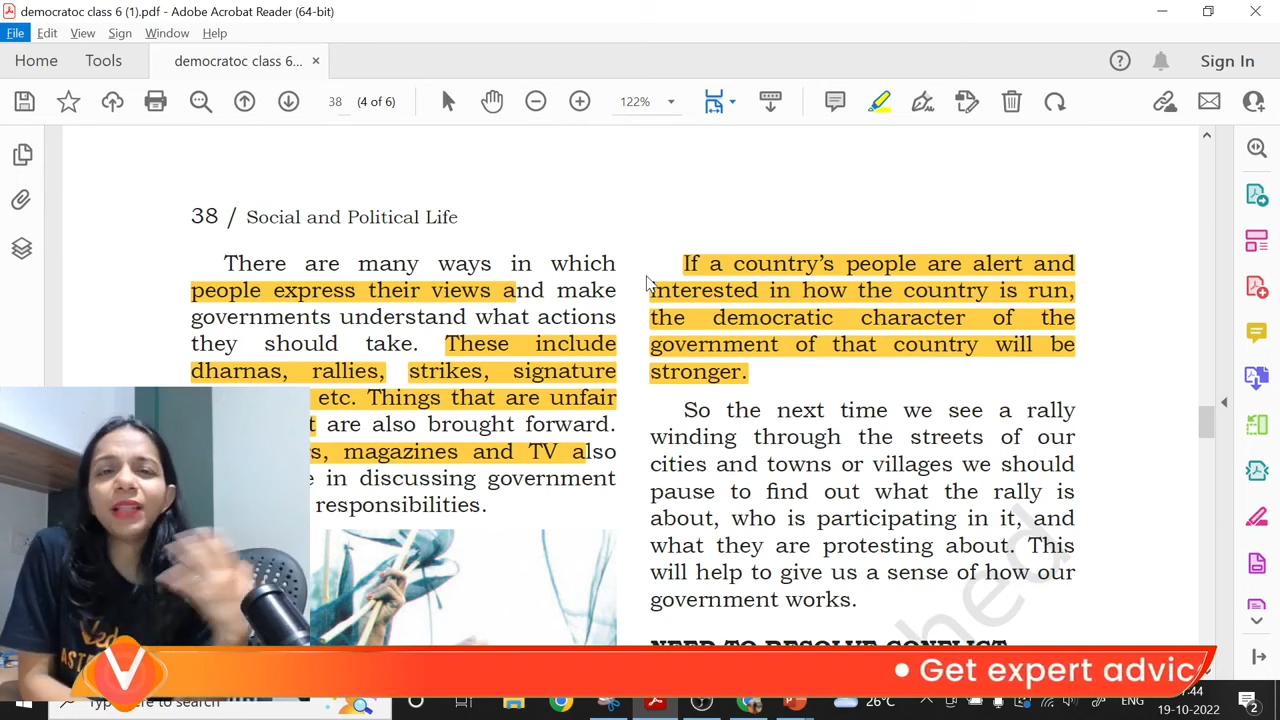 democratoc class 6 (1).pdf - Adobe Acrobat Reader (64-bit)
File Edit View Sign Window Help
Home Tools democratoc class 6... × Sign In
38 (4 of 6) 122%
38 / Social and Political Life
There are many ways in which
people express their views and make
governments understand what actions
they should take. These include
dharnas, rallies, strikes, signature
etc. Things that are unfair
are also brought forward.
magazines and TV also
in discussing government
responsibilities.
If a country's people are alert and
interested in how the country is run,
the democratic character of the
government of that country will be
stronger.
So the next time we see a rally
winding through the streets of our
cities and towns or villages we should
pause to find out what the rally is
about, who is participating in it, and
what they are protesting about. This
will help to give us a sense of how our
government works.
NEED TO RESOLVE CONFLICT
• Get expert advic
26°C ENG
19-10-2022
2